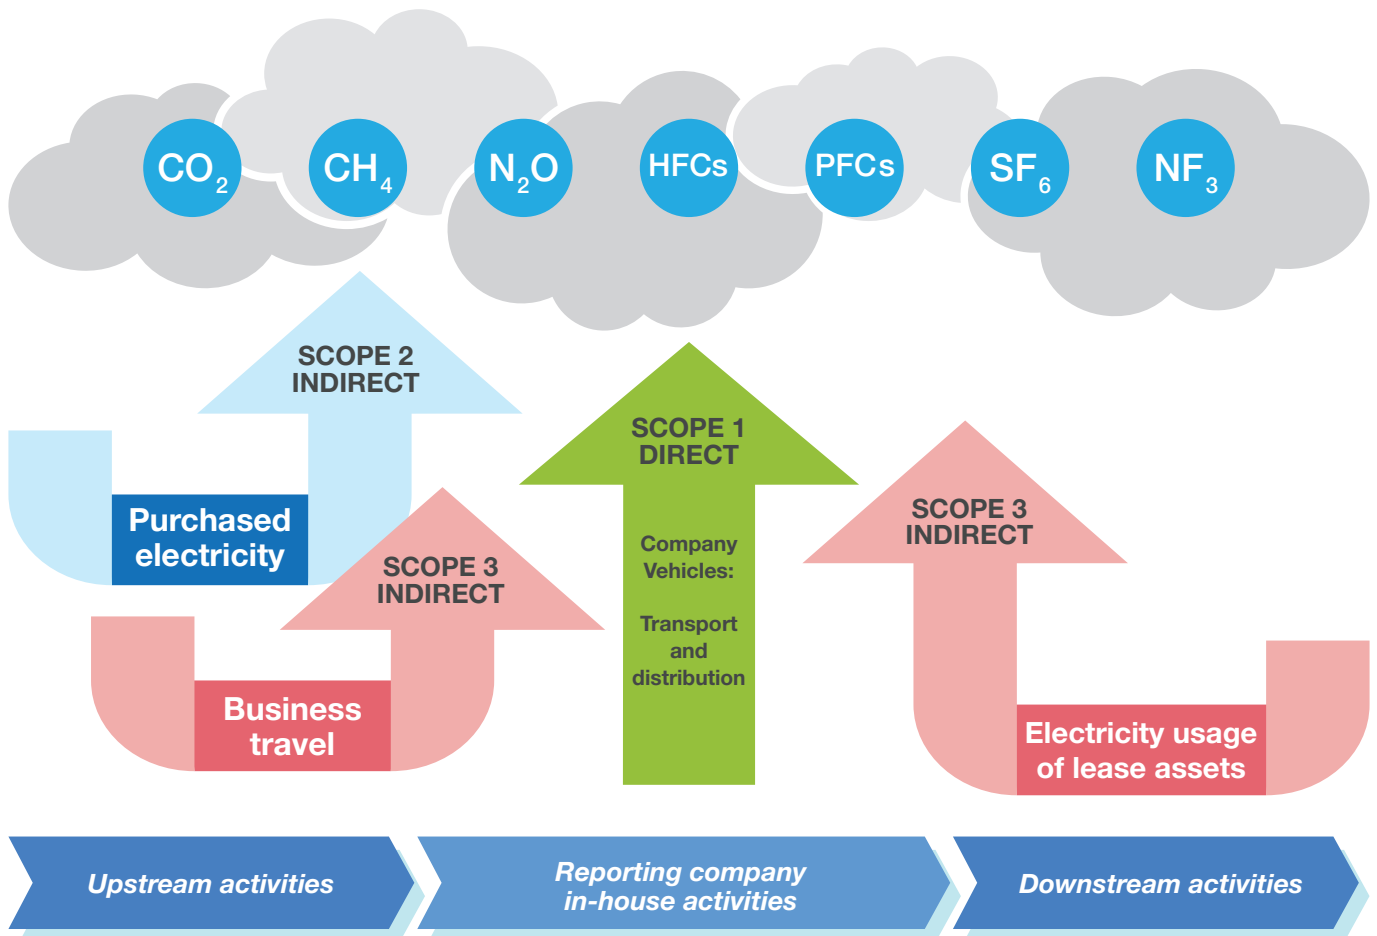 CO₂
CH₄
N₂O
HFCs
PFCs
SF₆
NF₃
SCOPE 2
INDIRECT
Purchased
electricity
SCOPE 3
INDIRECT
Business
travel
SCOPE 1
DIRECT
Company
Vehicles:
Transport
and
distribution
SCOPE 3
INDIRECT
Electricity usage
of lease assets
Upstream activities
Reporting company
in-house activities
Downstream activities